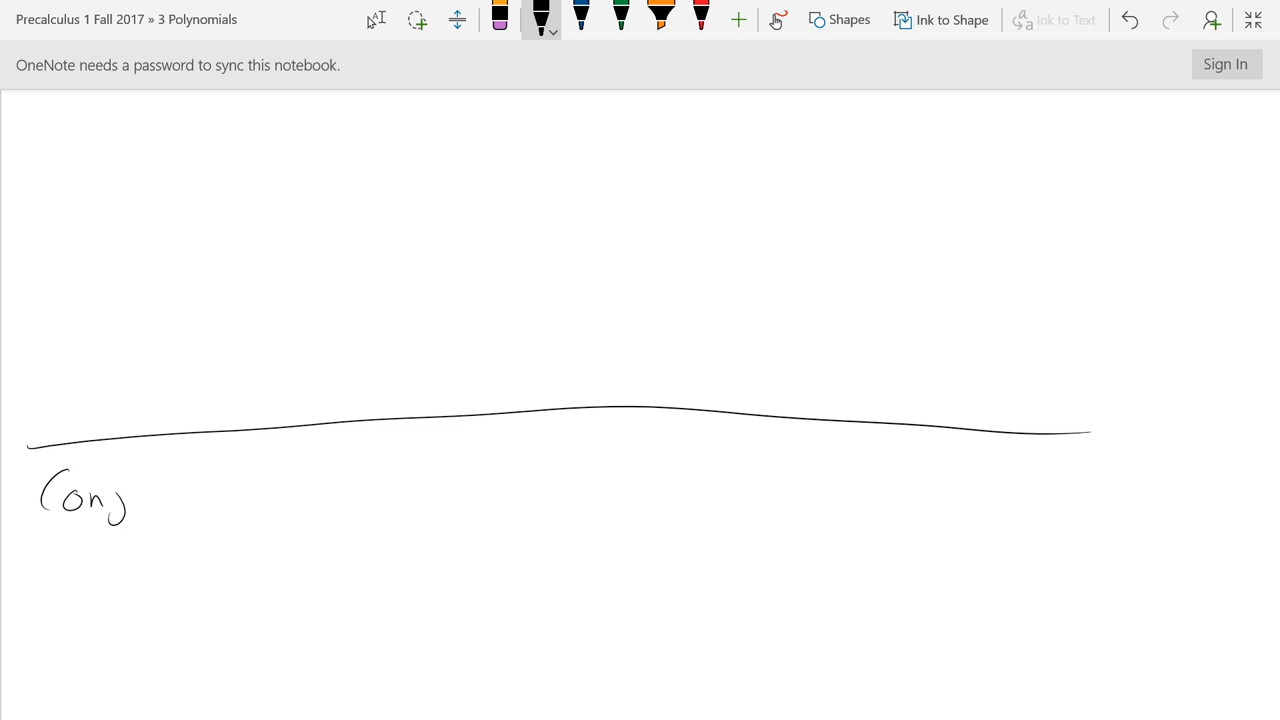 Precalculus 1 Fall 2017 » 3 Polynomials
Shapes
Ink to Shape
Ink to Text
OneNote needs a password to sync this notebook.
Sign In
Conj